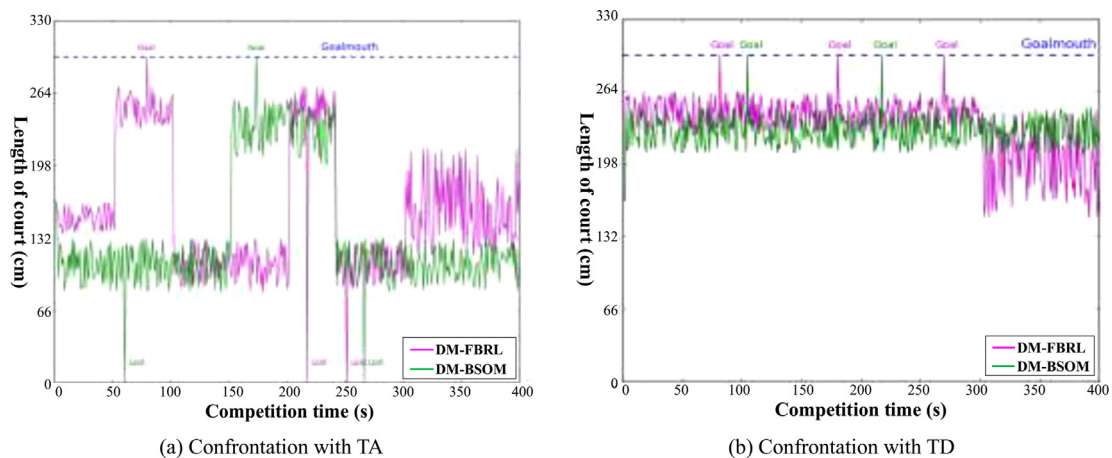 330
264
198
132
66
0
Length of court (cm)
Goal
Goal
Goalmouth
Lost
Lost
Lost
Lost
DM-FBRL
DM-BSOM
0 50 100 150 200 250 300 350 400
Competition time (s)
(a) Confrontation with TA
330
264
198
132
66
0
Length of court (cm)
Goal Goal Goal Goal Goal
Goalmouth
DM-FBRL
DM-BSOM
0 50 100 150 200 250 300 350 400
Competition time (s)
(b) Confrontation with TD